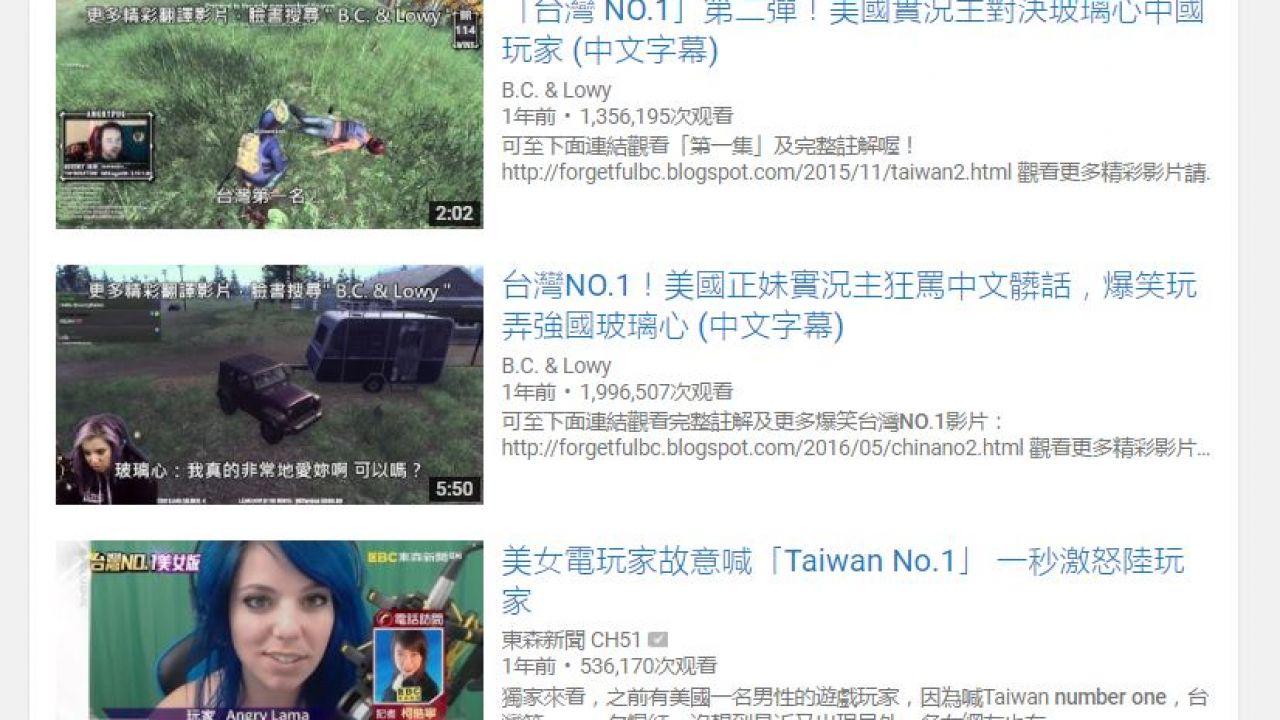 更多精彩翻譯影片，臉書搜尋 " B.C. & Lowy "
114
WINS
ANGRYPUG
台灣第一名
2:02
「台灣 NO.1」第二彈！美國實況主對決玻璃心中國
玩家 (中文字幕)
B.C. & Lowy
1年前・1,356,195次观看
可至下面連結觀看「第一集」及完整註解喔！
http://forgetfulbc.blogspot.com/2015/11/taiwan2.html 觀看更多精彩影片請.
更多精彩翻譯影片，臉書搜尋 " B.C. & Lowy "
玻璃心：我真的非常地愛妳啊 可以嗎？
5:50
台灣NO.1！美國正妹實況主狂罵中文髒話，爆笑玩
弄強國玻璃心 (中文字幕)
B.C. & Lowy
1年前・1,996,507次观看
可至下面連結觀看完整註解及更多爆笑台灣NO.1影片：
http://forgetfulbc.blogspot.com/2016/05/chinano2.html 觀看更多精彩影片...
台灣NO.1美女版
EBC東森新聞
電話訪問
EBC
玩家 Angry Lama
記者 柯皓寧
美女電玩家故意喊「Taiwan No.1」 一秒激怒陸玩
家
東森新聞 CH51
1年前・536,170次观看
獨家來看，之前有美國一名男性的遊戲玩家，因為喊Taiwan number one，台